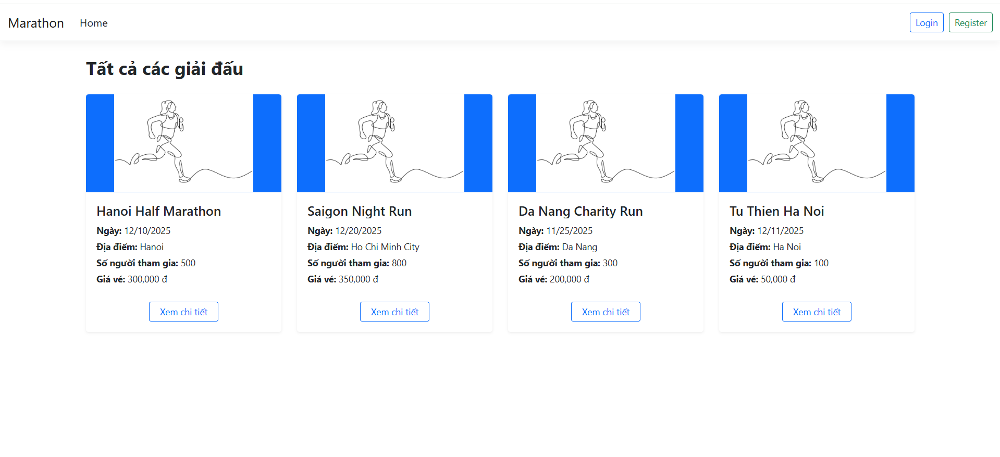 Marathon Home Login Register
Tất cả các giải đấu
Hanoi Half Marathon
Ngày: 12/10/2025
Địa điểm: Hanoi
Số người tham gia: 500
Giá vé: 300,000 đ
Xem chi tiết
Saigon Night Run
Ngày: 12/20/2025
Địa điểm: Ho Chi Minh City
Số người tham gia: 800
Giá vé: 350,000 đ
Xem chi tiết
Da Nang Charity Run
Ngày: 11/25/2025
Địa điểm: Da Nang
Số người tham gia: 300
Giá vé: 200,000 đ
Xem chi tiết
Tu Thien Ha Noi
Ngày: 12/11/2025
Địa điểm: Ha Noi
Số người tham gia: 100
Giá vé: 50,000 đ
Xem chi tiết